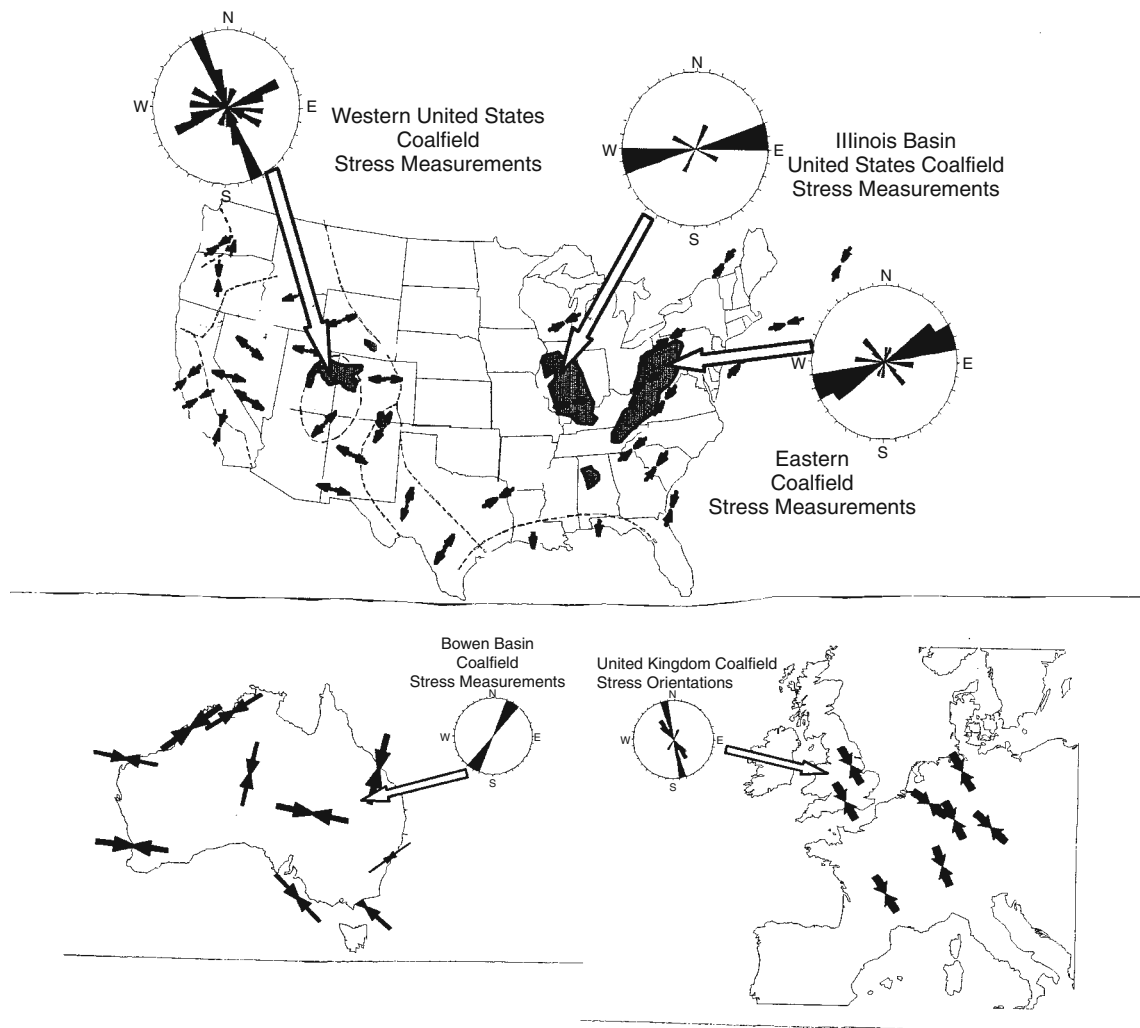 N
W
E
S
Western United States
Coalfield
Stress Measurements
N
W
E
S
Illinois Basin
United States Coalfield
Stress Measurements
N
W
E
S
Eastern
Coalfield
Stress Measurements
Bowen Basin
Coalfield
Stress Measurements
N
W
E
S
United Kingdom Coalfield
Stress Orientations
N
W
E
S